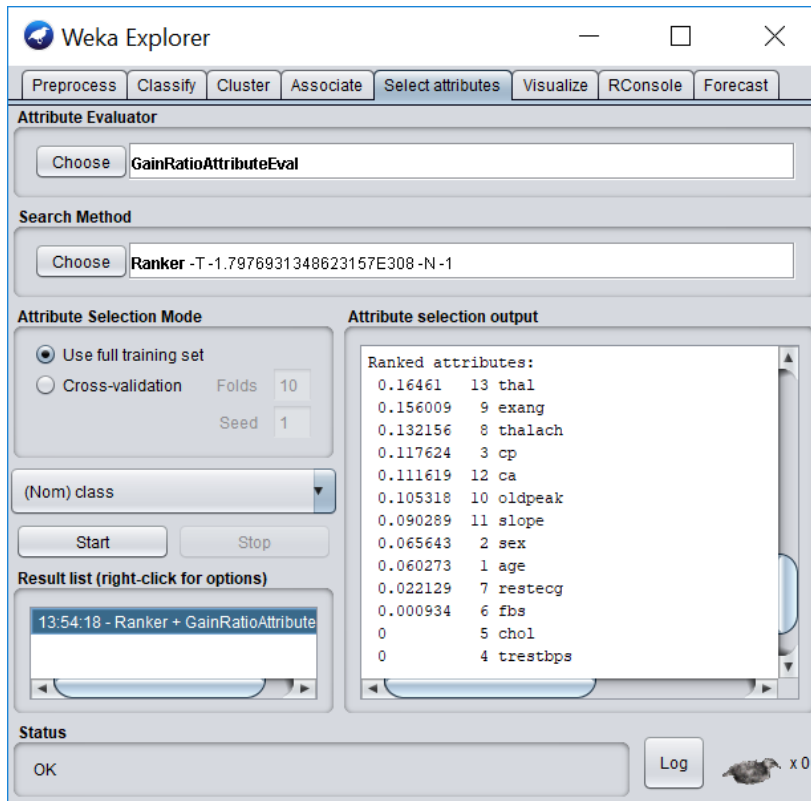 Weka Explorer
Preprocess Classify Cluster Associate Select attributes Visualize RConsole Forecast
Attribute Evaluator
Choose GainRatioAttributeEval
Search Method
Choose Ranker -T -1.7976931348623157E308 -N -1
Attribute Selection Mode
Use full training set
Cross-validation Folds 10
Seed 1
(Nom) class
Start Stop
Result list (right-click for options)
13:54:18 - Ranker + GainRatioAttribute
Attribute selection output
Ranked attributes:
0.16461 13 thal
0.156009 9 exang
0.132156 8 thalach
0.117624 3 cp
0.111619 12 ca
0.105318 10 oldpeak
0.090289 11 slope
0.065643 2 sex
0.060273 1 age
0.022129 7 restecg
0.000934 6 fbs
0 5 chol
0 4 trestbps
Status
OK
Log x 0